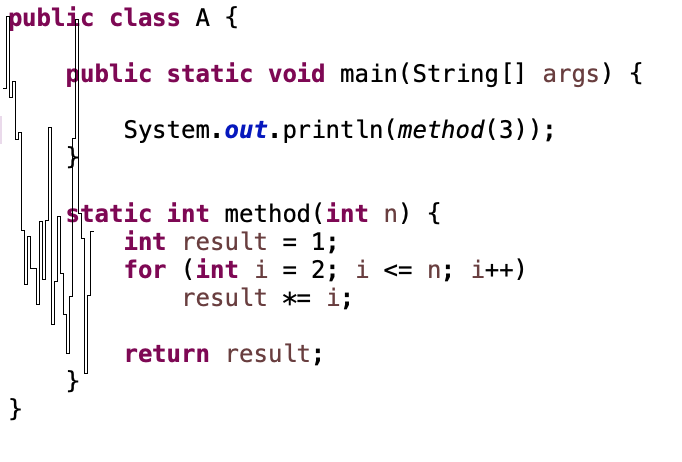 public class A {
public static void main(String[] args) {
System.out.println(method(3));
}
static int method(int n) {
int result = 1;
for (int i = 2; i <= n; i++)
result *= i;
return result;
}
}